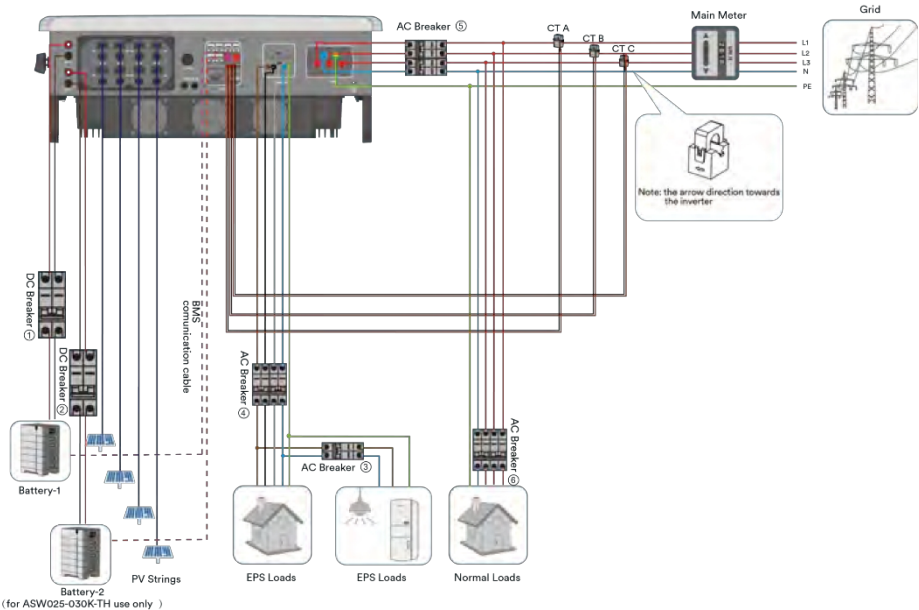 AC Breaker ⑤
CT A
CT B
CT C
Main Meter
Grid
L1
L2
L3
N
PE
Note: the arrow direction towards
the inverter
DC Breaker ①
DC Breaker ②
BMS
comunication cable
AC Breaker ④
AC Breaker ③
AC Breaker ⑥
Battery-1
Battery-2
(for ASW025-030K-TH use only )
PV Strings
EPS Loads
EPS Loads
Normal Loads